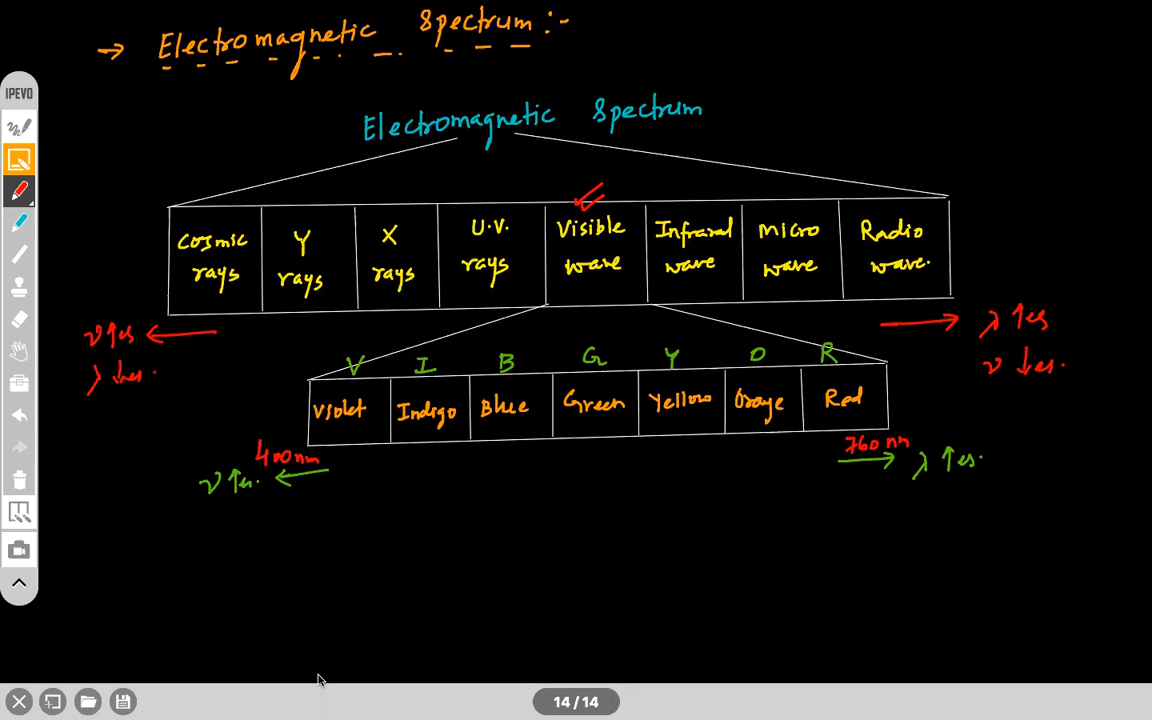 → Electromagnetic Spectrum :-
IPEVO
Electromagnetic Spectrum
Cosmic rays
γ rays
X rays
U.V. rays
Visible wave
Infrared wave
Micro wave
Radio wave.
ν↑es ←
λ↓es.
→ λ ↑es
ν ↓es.
V I B G Y O R
Violet Indigo Blue Green Yellow Orange Red
400nm
760 nm
ν↑es. ←
→ λ ↑es.
14 / 14